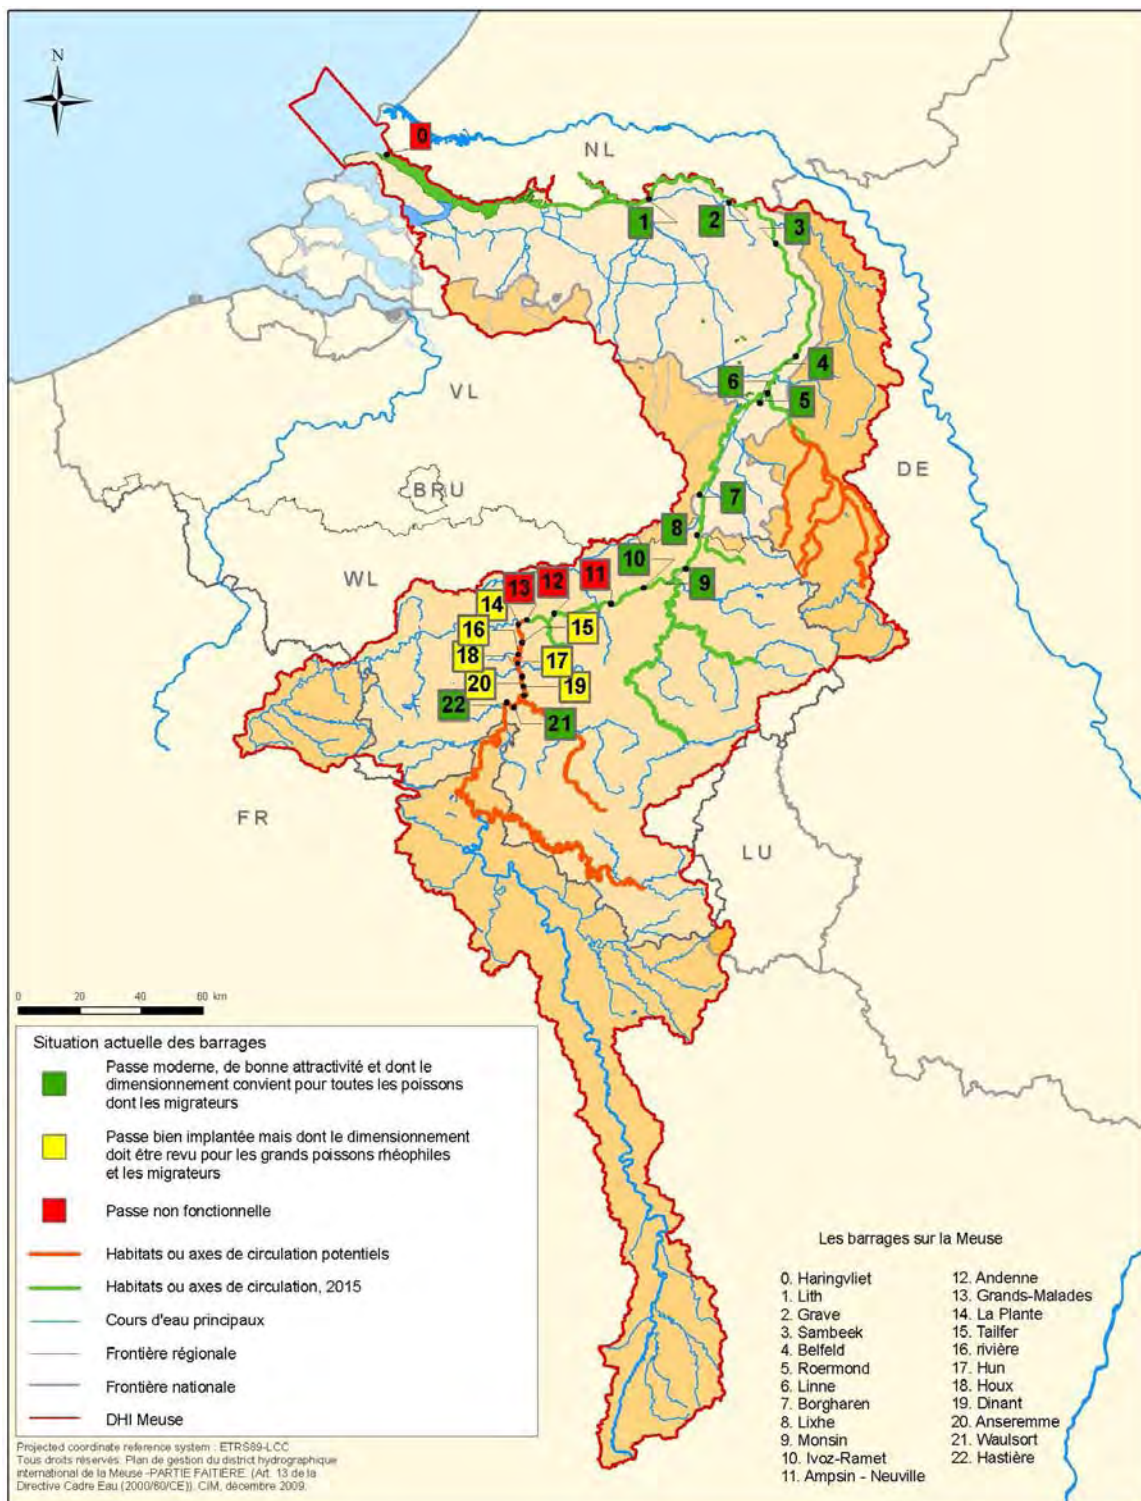 N
0
NL
1
2
3
4
6
5
VL
DE
BRU
7
8
WL
10
9
11
12
13
14
15
16
17
18
19
20
22
21
FR
LU
0 20 40 60 km
Situation actuelle des barrages
Passe moderne, de bonne attractivité et dont le
dimensionnement convient pour toutes les poissons
dont les migrateurs
Passe bien implantée mais dont le dimensionnement
doit être revu pour les grands poissons rhéophiles
et les migrateurs
Passe non fonctionnelle
Habitats ou axes de circulation potentiels
Habitats ou axes de circulation, 2015
Cours d'eau principaux
Frontière régionale
Frontière nationale
DHI Meuse
Projected coordinate reference system : ETRS89-LCC
Tous droits réservés: Plan de gestion du district hydrographique
international de la Meuse -PARTIE FAITIERE. (Art. 13 de la
Directive Cadre Eau (2000/60/CE)). CIM, décembre 2009.
Les barrages sur la Meuse
0. Haringvliet
1. Lith
2. Grave
3. Sambeek
4. Belfeld
5. Roermond
6. Linne
7. Borgharen
8. Lixhe
9. Monsin
10. Ivoz-Ramet
11. Ampsin - Neuville
12. Andenne
13. Grands-Malades
14. La Plante
15. Tailfer
16. rivière
17. Hun
18. Houx
19. Dinant
20. Anseremme
21. Waulsort
22. Hastière